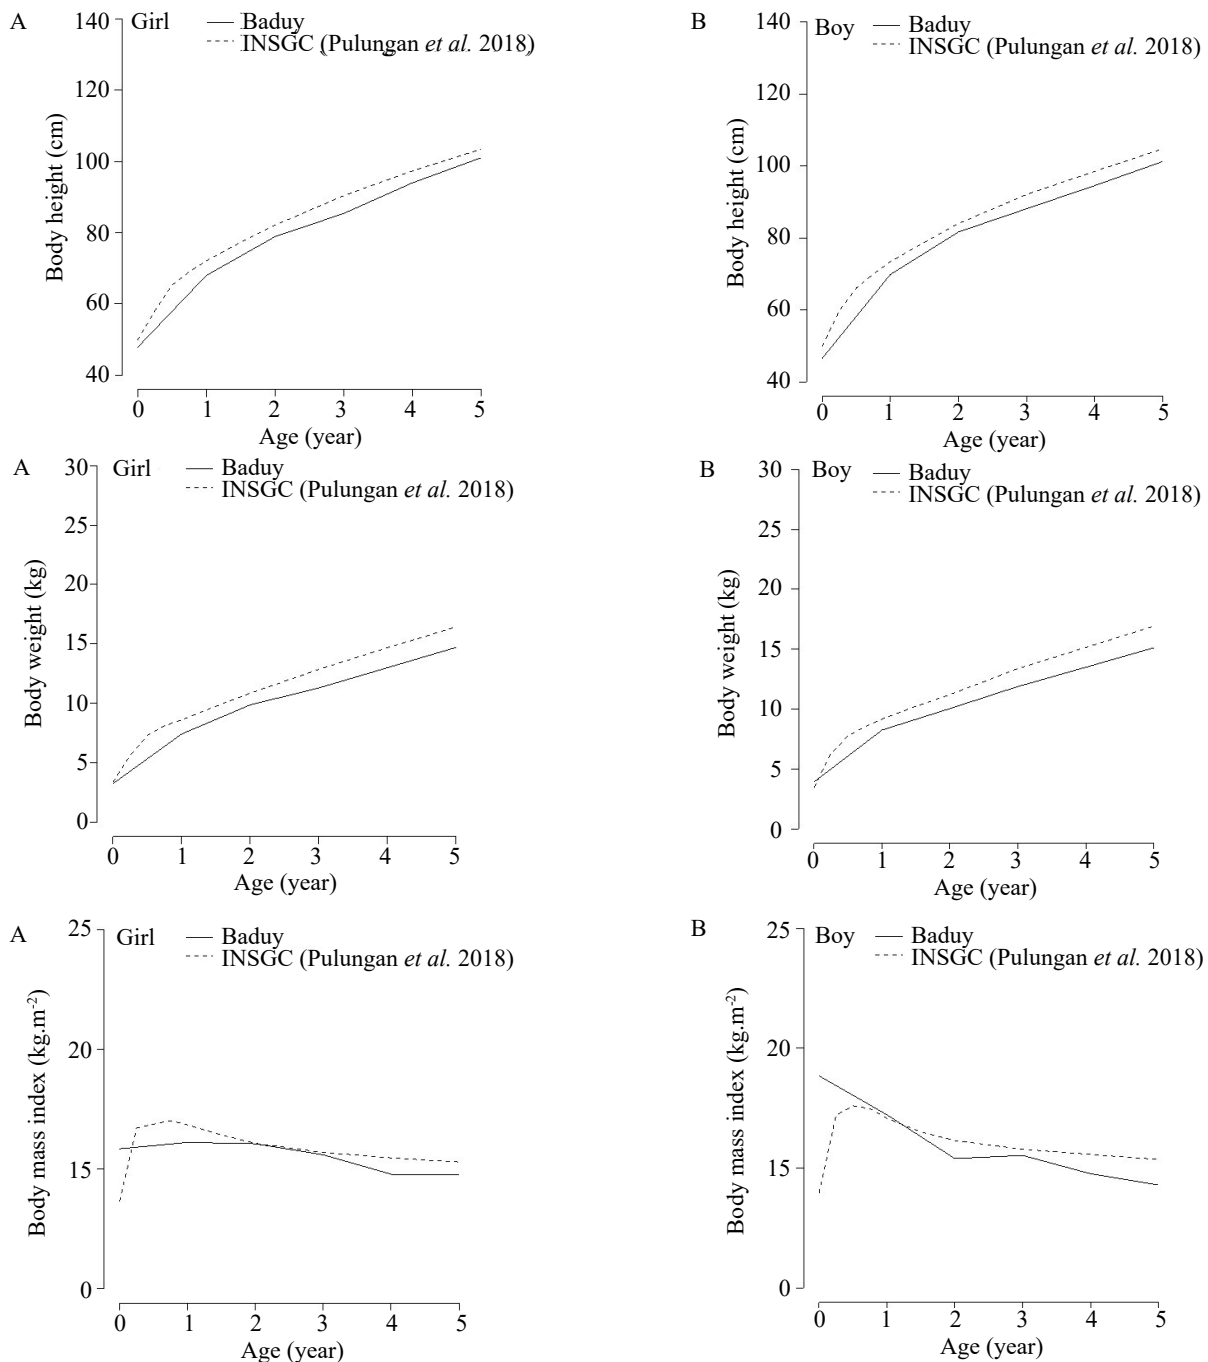 A
Girl
Baduy
INSGC (Pulungan et al. 2018)
140
120
100
80
60
40
Body height (cm)
0 1 2 3 4 5
Age (year)
B
Boy
Baduy
INSGC (Pulungan et al. 2018)
140
120
100
80
60
40
Body height (cm)
0 1 2 3 4 5
Age (year)
A
Girl
Baduy
INSGC (Pulungan et al. 2018)
30
25
20
15
10
5
0
Body weight (kg)
0 1 2 3 4 5
Age (year)
B
Boy
Baduy
INSGC (Pulungan et al. 2018)
30
25
20
15
10
5
0
Body weight (kg)
0 1 2 3 4 5
Age (year)
A
Girl
Baduy
INSGC (Pulungan et al. 2018)
25
20
15
0
Body mass index (kg.m-2)
0 1 2 3 4 5
Age (year)
B
Boy
Baduy
INSGC (Pulungan et al. 2018)
25
20
15
0
Body mass index (kg.m-2)
0 1 2 3 4 5
Age (year)